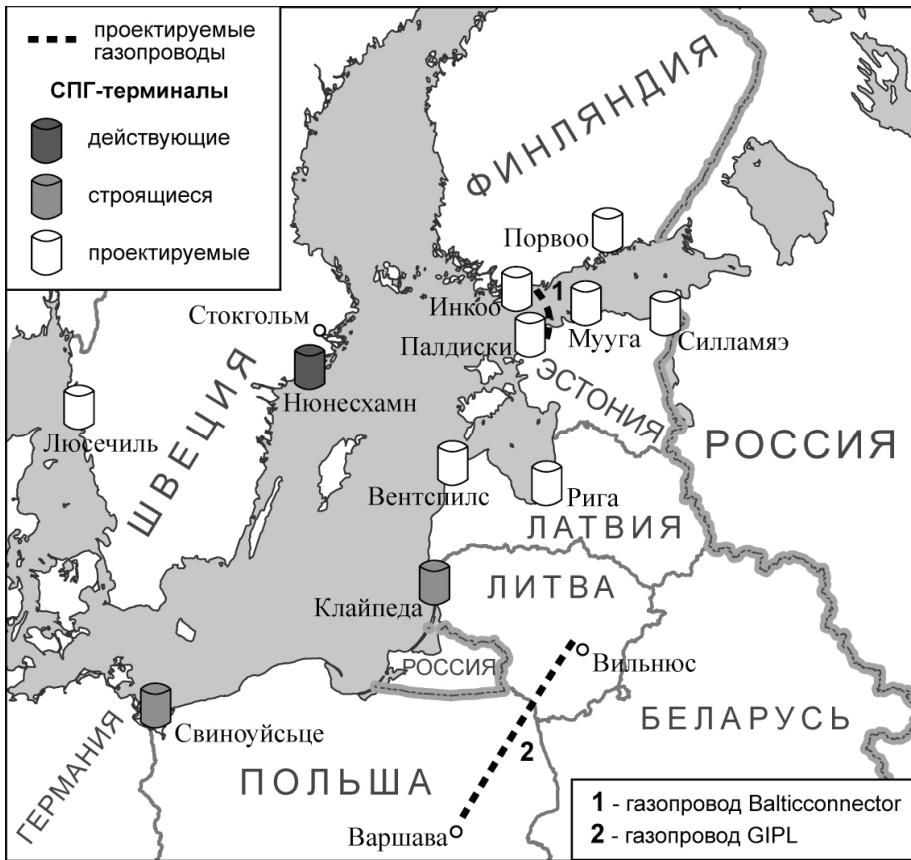 проектируемые
газопроводы
СПГ-терминалы
действующие
строящиеся
проектируемые
ФИНЛЯНДИЯ
Порвоо
Инкоо
1
Стокгольм
Палдиски
Мууга
Силламяэ
Нюнесхамн
ЭСТОНИЯ
Люсечиль
ШВЕЦИЯ
РОССИЯ
Вентспилс
Рига
ЛАТВИЯ
ЛИТВА
Клайпеда
РОССИЯ
Вильнюс
Свиноуйсьце
БЕЛАРУСЬ
ГЕРМАНИЯ
2
ПОЛЬША
Варшава
1 - газопровод Balticconnector
2 - газопровод GIPL